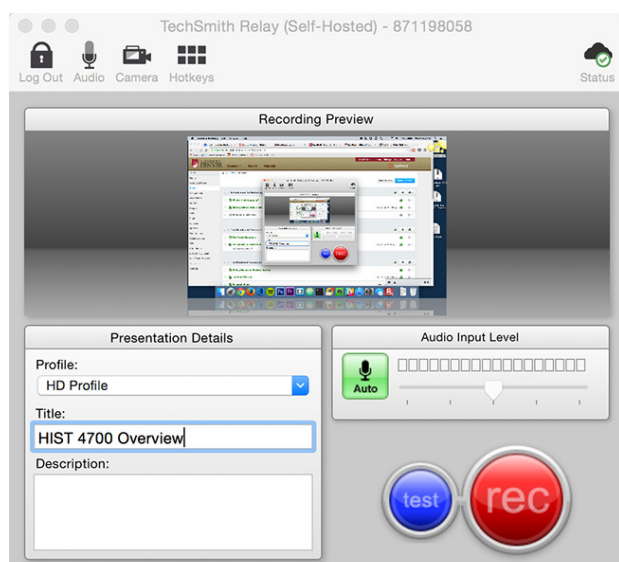 TechSmith Relay (Self-Hosted) - 871198058
Log Out Audio Camera Hotkeys Status
Recording Preview
Presentation Details
Profile:
HD Profile
Title:
HIST 4700 Overview
Description:
Audio Input Level
Auto
test rec